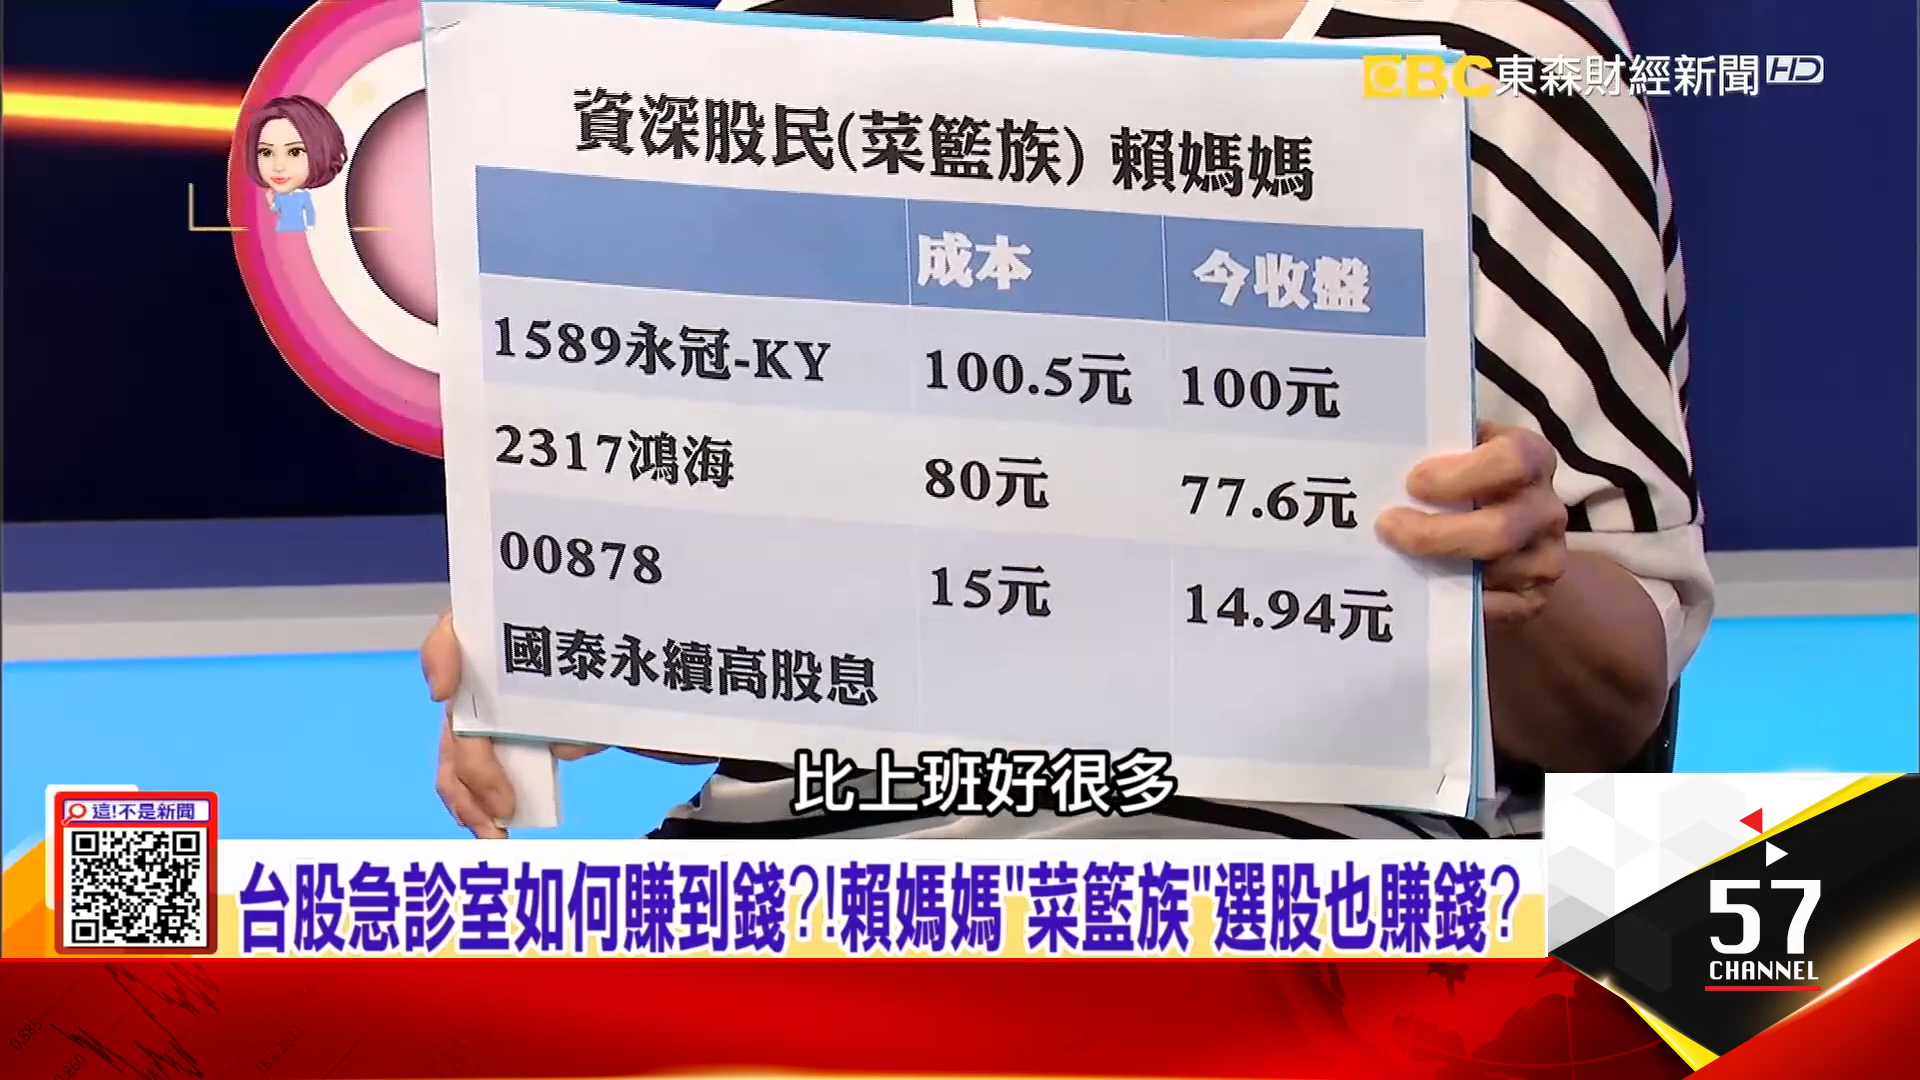 EBC東森財經新聞HD
資深股民(菜籃族) 賴媽媽
成本 今收盤
1589永冠-KY 100.5元 100元
2317鴻海 80元 77.6元
00878 15元 14.94元
國泰永續高股息
比上班好很多
這!不是新聞
台股急診室如何賺到錢?!賴媽媽"菜籃族"選股也賺錢?
57
CHANNEL
0.885
0.860